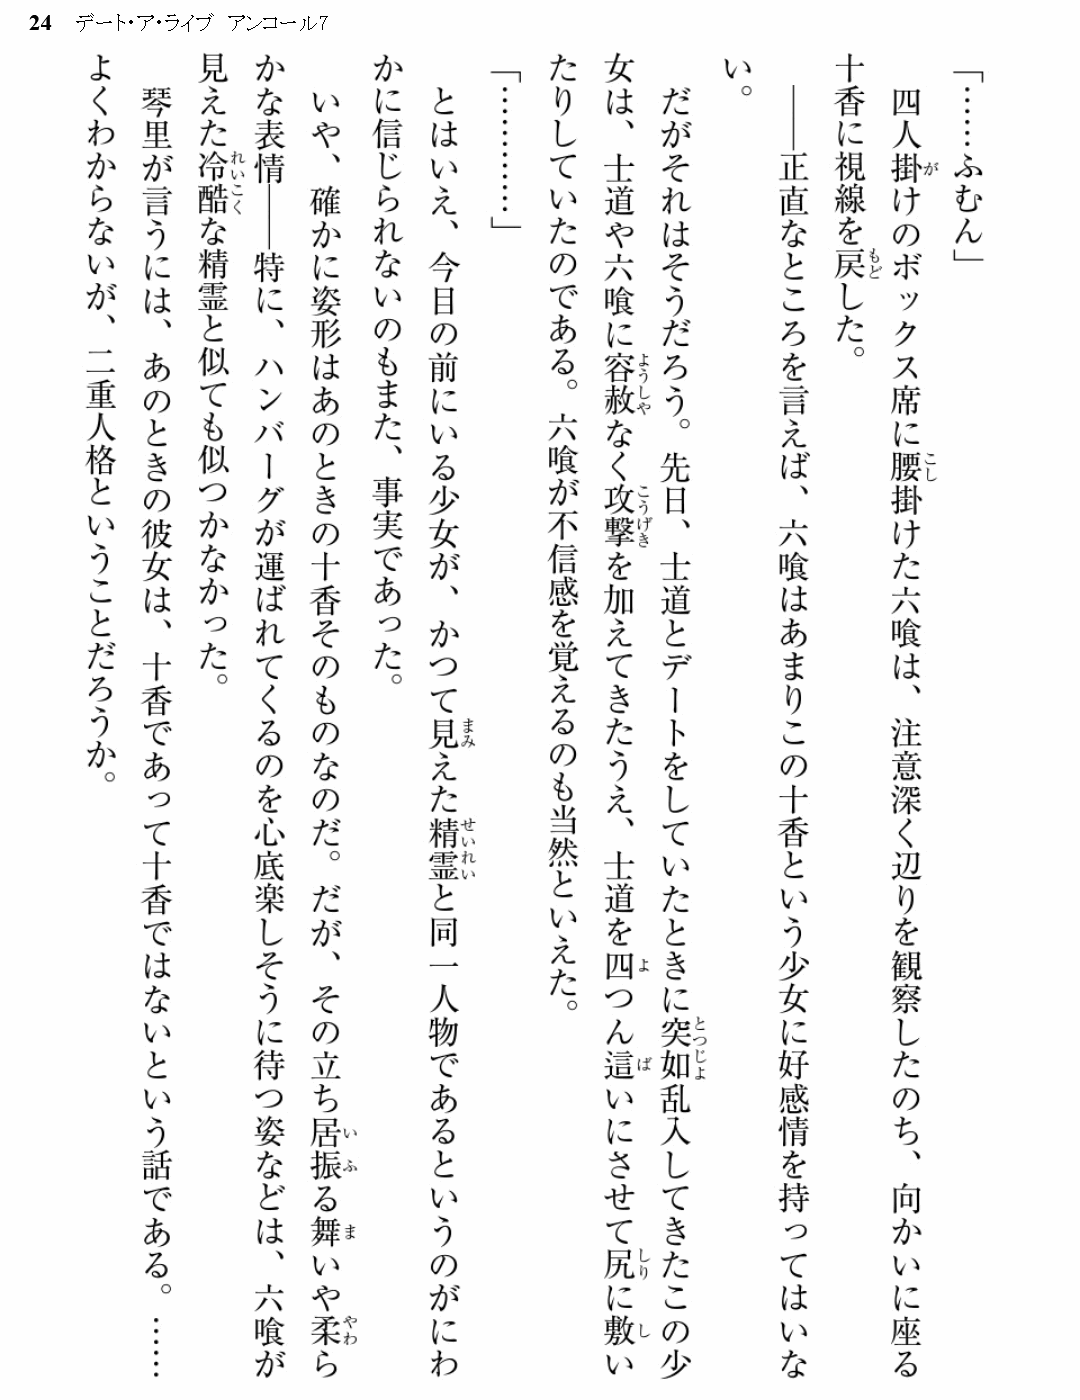 24 デート・ア・ライブ アンコール7
「……ふむん」
四人掛けのボックス席に腰掛けた六喰は、注意深く辺りを観察したのち、向かいに座る
十香に視線を戻した。
――正直なところを言えば、六喰はあまりこの十香という少女に好感情を持ってはいな
い。
だがそれはそうだろう。先日、士道とデートをしていたときに突如乱入してきたこの少
女は、士道や六喰に容赦なく攻撃を加えてきたうえ、士道を四つん這いにさせて尻に敷い
たりしていたのである。六喰が不信感を覚えるのも当然といえた。
「…………」
とはいえ、今目の前にいる少女が、かつて見えた精霊と同一人物であるというのがにわ
かに信じられないのもまた、事実であった。
いや、確かに姿形はあのときの十香そのものなのだ。だが、その立ち居振る舞いや柔ら
かな表情――特に、ハンバーグが運ばれてくるのを心底楽しそうに待つ姿などは、六喰が
見えた冷酷な精霊と似ても似つかなかった。
琴里が言うには、あのときの彼女は、十香であって十香ではないという話である。……
よくわからないが、二重人格ということだろうか。